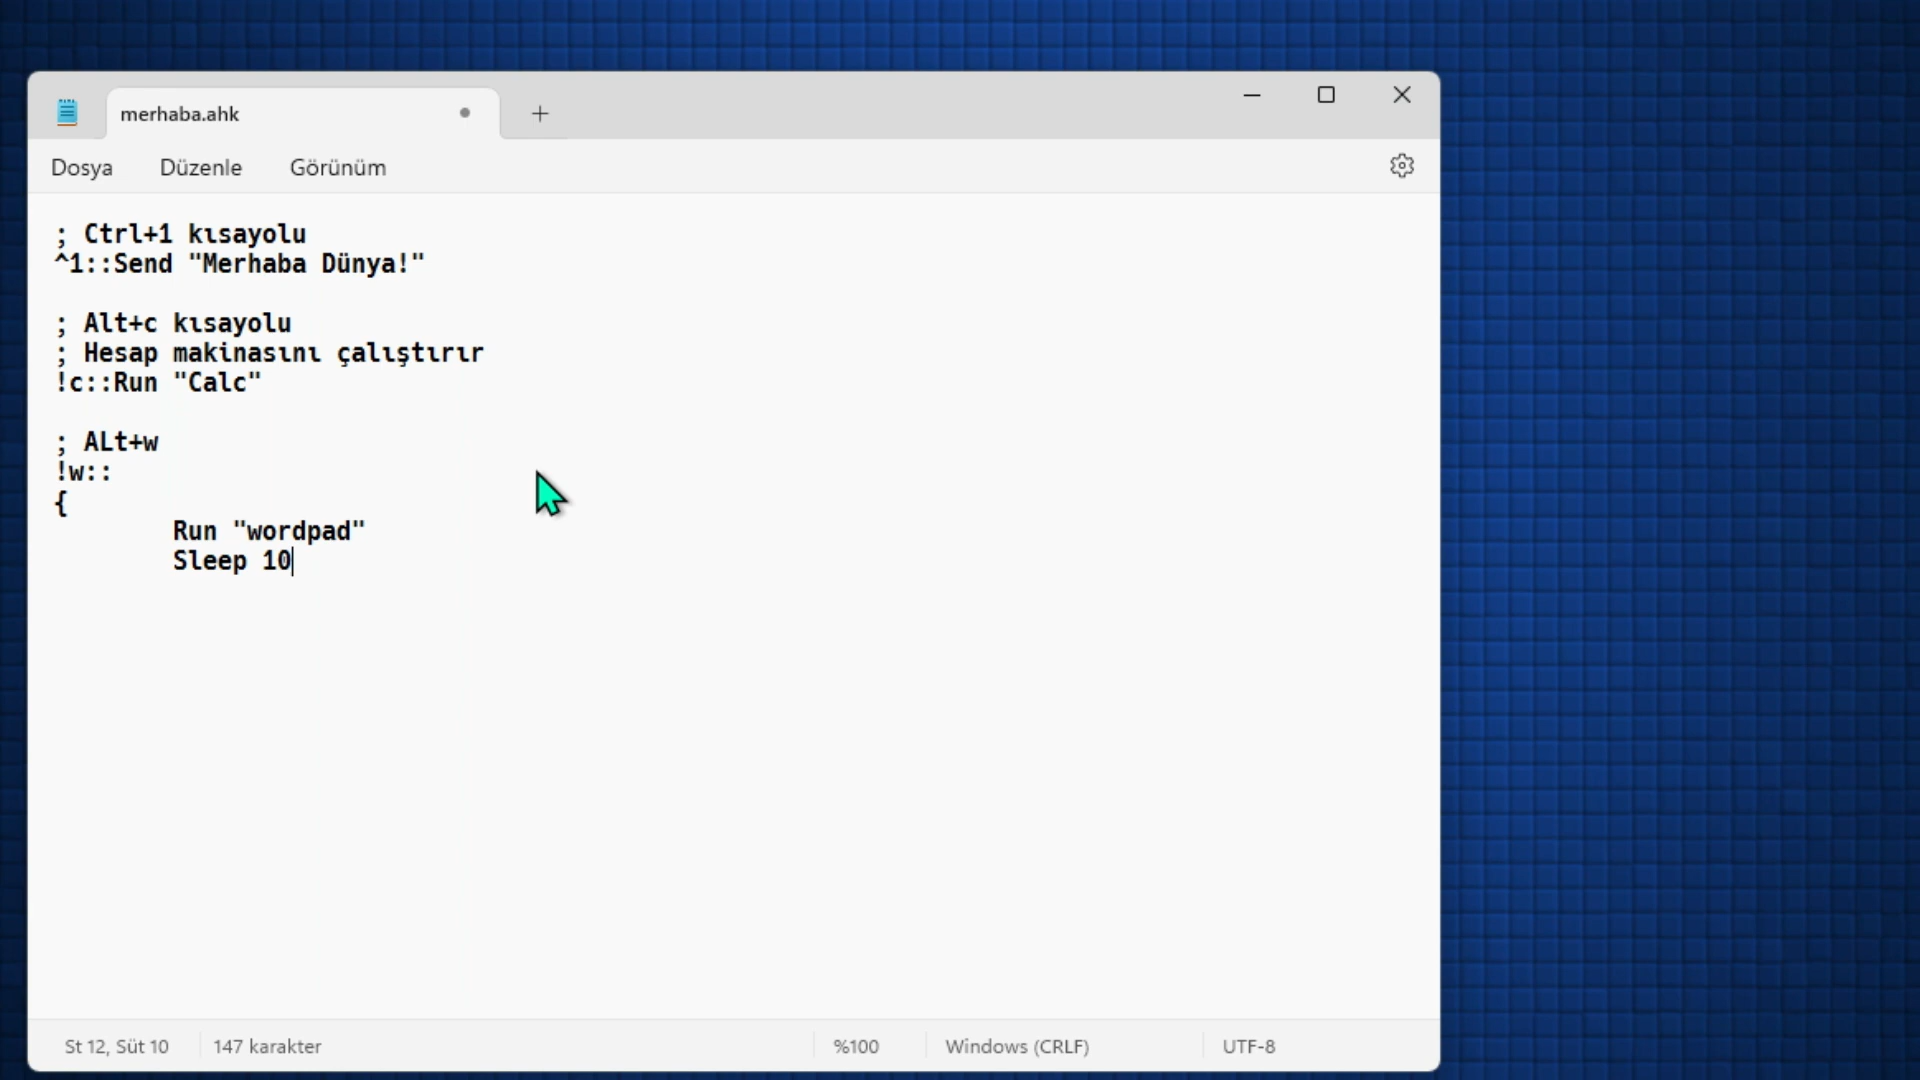 merhaba.ahk
Dosya Düzenle Görünüm
; Ctrl+1 kısayolu
^1::Send "Merhaba Dünya!"
; Alt+c kısayolu
; Hesap makinasını çalıştırır
!c::Run "Calc"
; ALt+w
!w::
{
Run "wordpad"
Sleep 10
St 12, Süt 10 147 karakter %100 Windows (CRLF) UTF-8